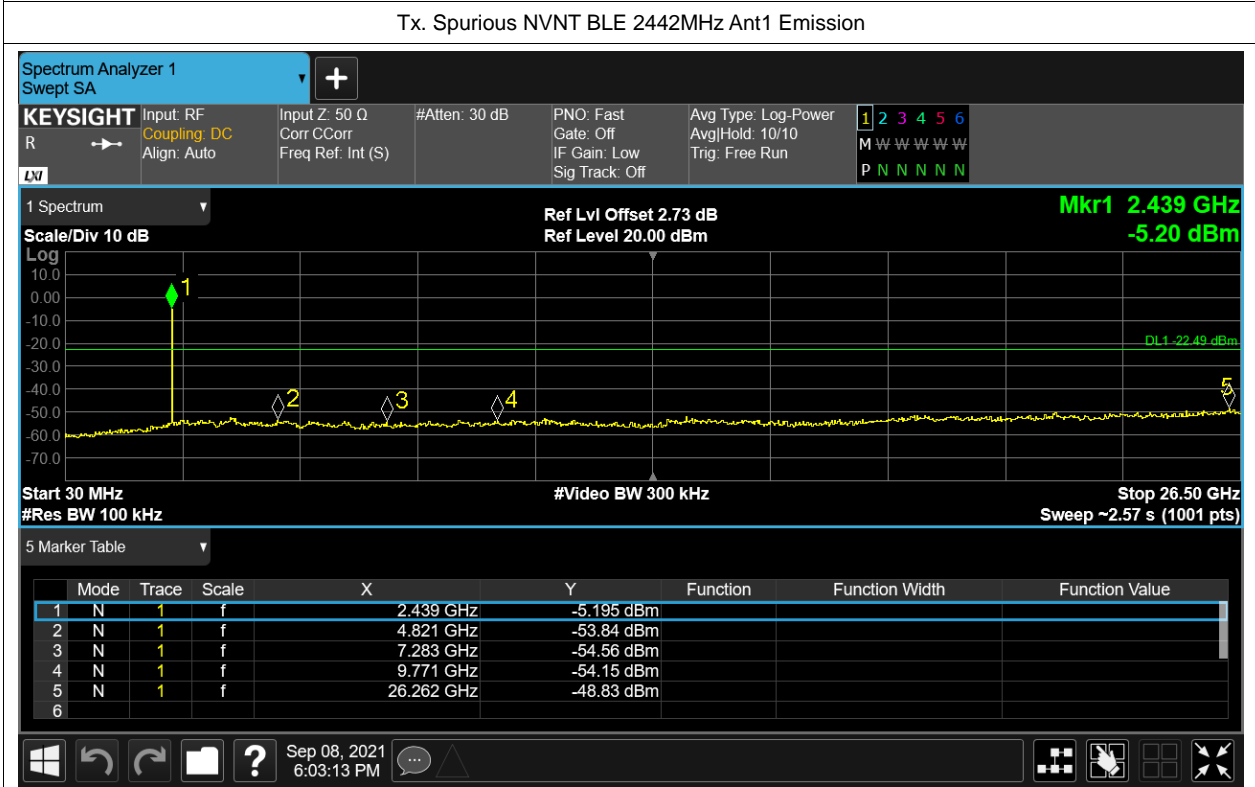 Tx. Spurious NVNT BLE 2442MHz Ant1 Emission
Spectrum Analyzer 1
Swept SA
+
KEYSIGHT
R
LXI
Input: RF
Coupling: DC
Align: Auto
Input Z: 50 Ω
Corr CCorr
Freq Ref: Int (S)
#Atten: 30 dB
PNO: Fast
Gate: Off
IF Gain: Low
Sig Track: Off
Avg Type: Log-Power
Avg|Hold: 10/10
Trig: Free Run
1 2 3 4 5 6
M W W W W W
P N N N N N
1 Spectrum
Scale/Div 10 dB
Ref Lvl Offset 2.73 dB
Ref Level 20.00 dBm
Mkr1 2.439 GHz
-5.20 dBm
Log
10.0
0.00
-10.0
-20.0
-30.0
-40.0
-50.0
-60.0
-70.0
1
2
3
4
5
DL1 -22.49 dBm
Start 30 MHz
#Video BW 300 kHz
Stop 26.50 GHz
#Res BW 100 kHz
Sweep ~2.57 s (1001 pts)
5 Marker Table
Mode Trace Scale X Y Function Function Width Function Value
1 N 1 f 2.439 GHz -5.195 dBm
2 N 1 f 4.821 GHz -53.84 dBm
3 N 1 f 7.283 GHz -54.56 dBm
4 N 1 f 9.771 GHz -54.15 dBm
5 N 1 f 26.262 GHz -48.83 dBm
6
?
Sep 08, 2021
6:03:13 PM